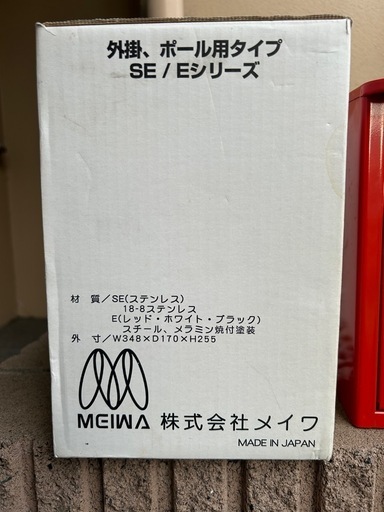 外掛、ポール用タイプ
SE / Eシリーズ
材 質／SE(ステンレス)
18-8ステンレス
E(レッド・ホワイト・ブラック)
スチール、メラミン焼付塗装
外 寸／W348×D170×H255
MEIWA 株式会社メイワ
MADE IN JAPAN